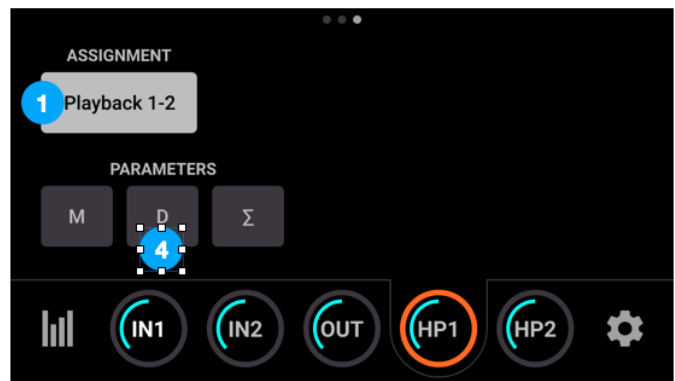 ASSIGNMENT
1 Playback 1-2
PARAMETERS
M D Σ
4
IN1 IN2 OUT HP1 HP2